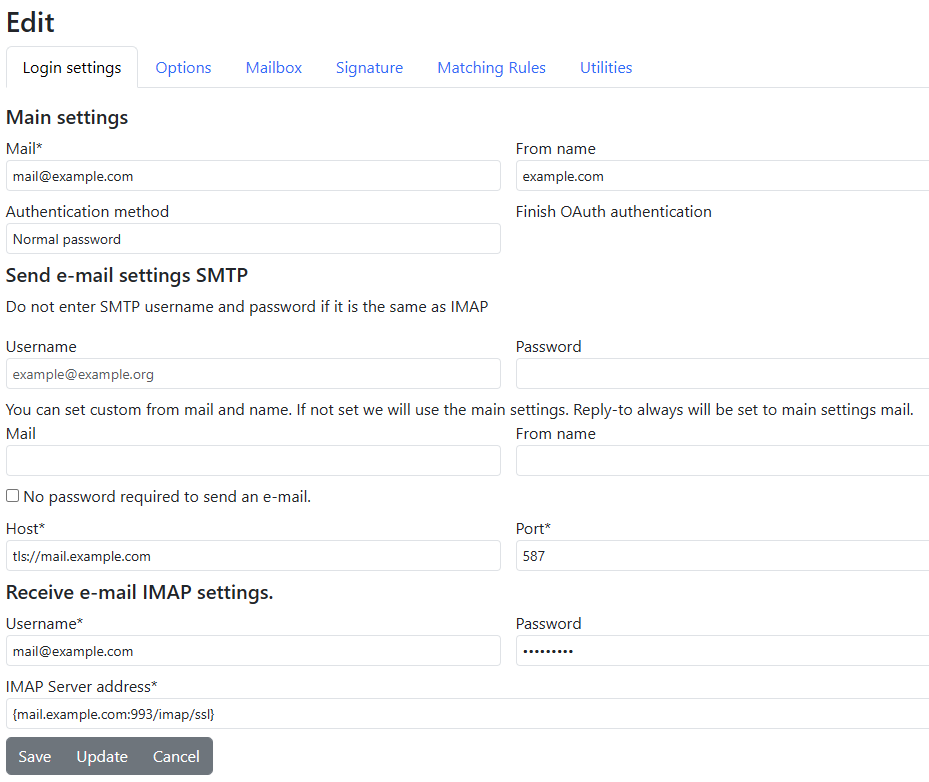 Edit
Login settings Options Mailbox Signature Matching Rules Utilities
Main settings
Mail* From name
mail@example.com example.com
Authentication method Finish OAuth authentication
Normal password
Send e-mail settings SMTP
Do not enter SMTP username and password if it is the same as IMAP
Username Password
example@example.org
You can set custom from mail and name. If not set we will use the main settings. Reply-to always will be set to main settings mail.
Mail From name
No password required to send an e-mail.
Host* Port*
tls://mail.example.com 587
Receive e-mail IMAP settings.
Username* Password
mail@example.com •••••••••
IMAP Server address*
{mail.example.com:993/imap/ssl}
Save Update Cancel